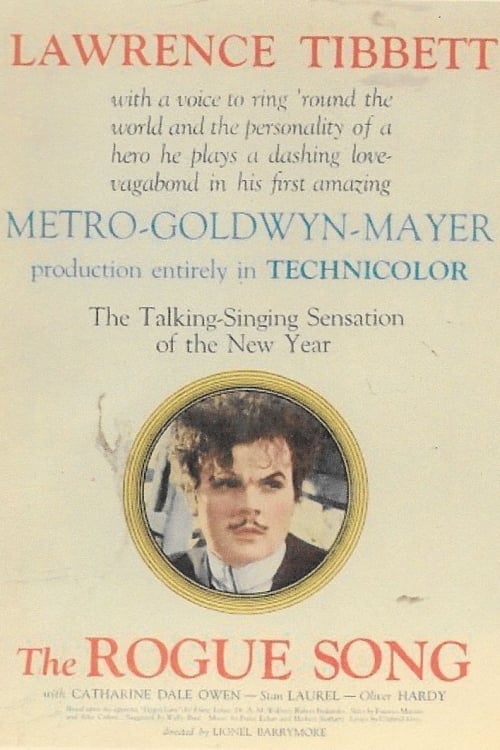 LAWRENCE TIBBETT
with a voice to ring 'round the
world and the personality of a
hero he plays a dashing love-
vagabond in his first amazing
METRO-GOLDWYN-MAYER
production entirely in TECHNICOLOR
The Talking-Singing Sensation
of the New Year
The ROGUE SONG
with CATHARINE DALE OWEN — Stan LAUREL — Oliver HARDY
directed by LIONEL BARRYMORE